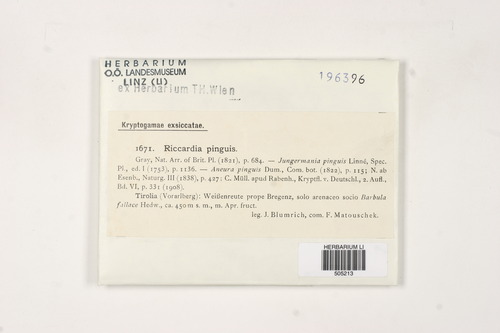 HERBARIUM
O.Ö. LANDESMUSEUM
LINZ (LI)
ex Herbarium TH.Wien
196396
Kryptogamae exsiccatae.
1671. Riccardia pinguis.
Gray, Nat. Arr. of Brit. Pl. (1821), p. 684. — Jungermania pinguis Linné, Spec.
Pl., ed. I (1753), p. 1136. — Aneura pinguis Dum., Com. bot. (1822), p. 115; N. ab
Esenb., Naturg. III (1838), p. 427; C. Müll. apud Rabenh., Kryptfl. v. Deutschl., 2. Aufl.,
Bd. VI, p. 331 (1908).
Tirolia (Vorarlberg): Weißenreute prope Bregenz, solo arenaceo socio Barbula
fallace Hedw., ca. 450 m s. m., m. Apr. fruct.
leg. J. Blumrich, com. F. Matouschek.
HERBARIUM LI
505213